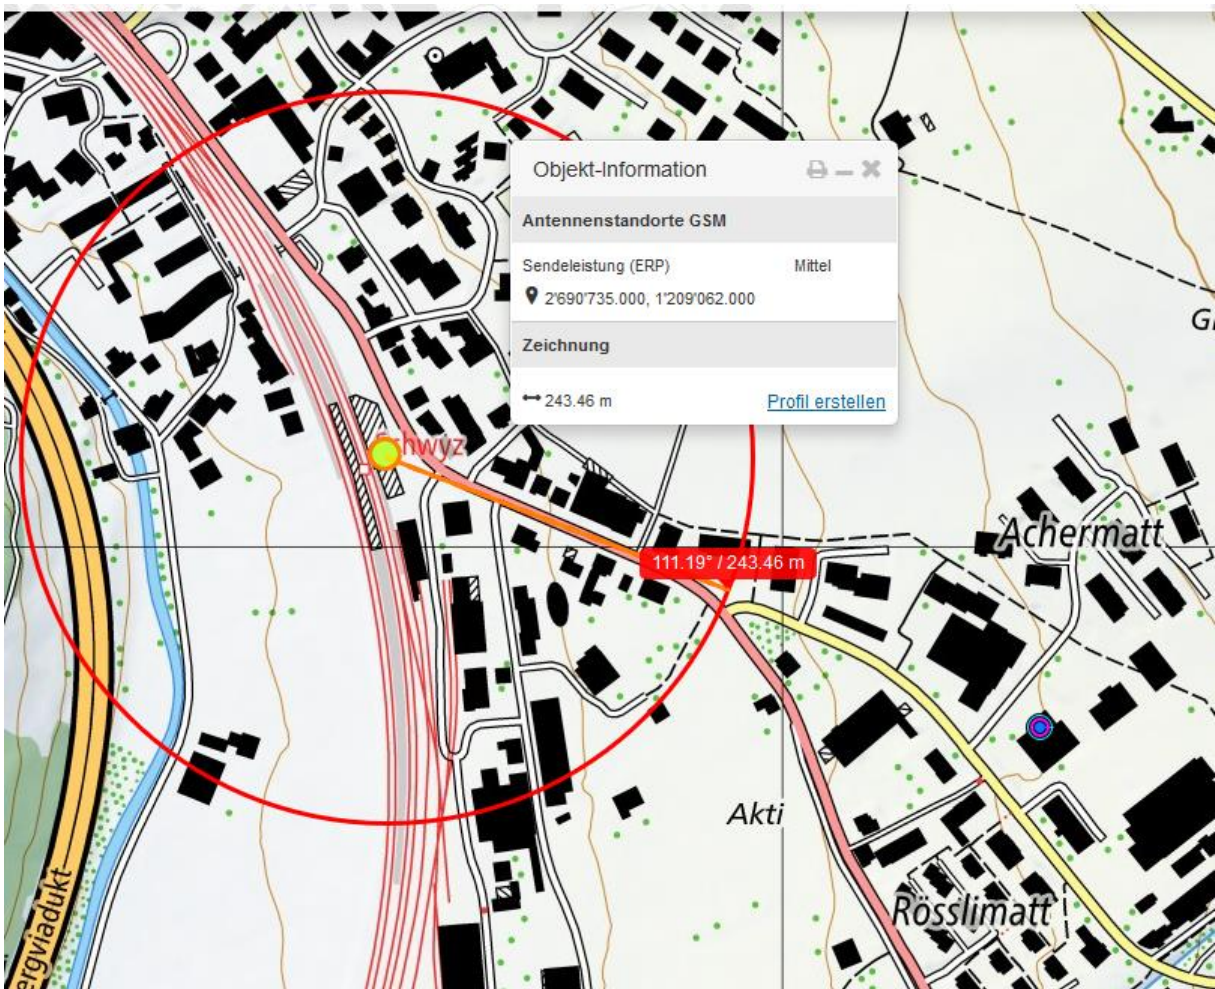 Objekt-Information
Antennenstandorte GSM
Sendeleistung (ERP) Mittel
2'690'735.000, 1'209'062.000
Zeichnung
243.46 m Profil erstellen
Schwyz
111.19° / 243.46 m
Achermatt
Akti
Rösslimatt
ergviadukt